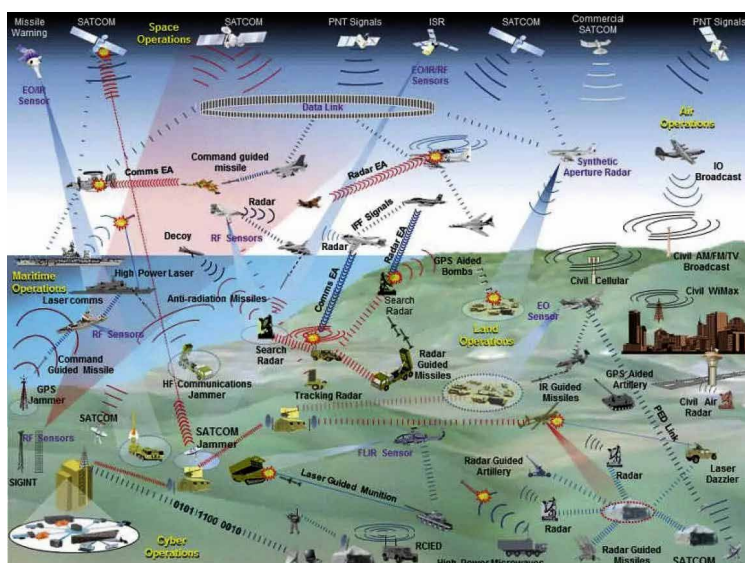 Missile
Warning
SATCOM
Space
Operations
SATCOM
PNT Signals
ISR
SATCOM
Commercial
SATCOM
PNT Signals
EO/IR
Sensor
EO/IR/RF
Sensors
Data Link
Air
Operations
Comms EA
Command guided
missile
Radar EA
Synthetic
Aperture Radar
IO
Broadcast
Radar
IFF Signals
RF Sensors
Decoy
Radar
Radar EA
Civil AM/FM/TV
Broadcast
Maritime
Operations
High Power Laser
GPS Aided
Bombs
Civil
Cellular
Laser comms
Anti-radiation Missiles
Comms EA
Search
Radar
EO
Sensor
Civil WiMax
RF Sensors
Land
Operations
Command
Guided Missile
Search
Radar
Radar
Guided
Missiles
GPS
Jammer
HF Communications
Jammer
Tracking Radar
IR Guided
Missiles
GPS Aided
Artillery
Civil Air
Radar
SATCOM
SATCOM
Jammer
PED Link
RF Sensors
FLIR Sensor
Radar Guided
Artillery
Radar
Laser
Dazzler
SIGINT
Laser Guided Munition
0101 1100 0010
Radar
Cyber
Operations
RCIED
High Power Microwaves
Radar Guided
Missiles
SATCOM